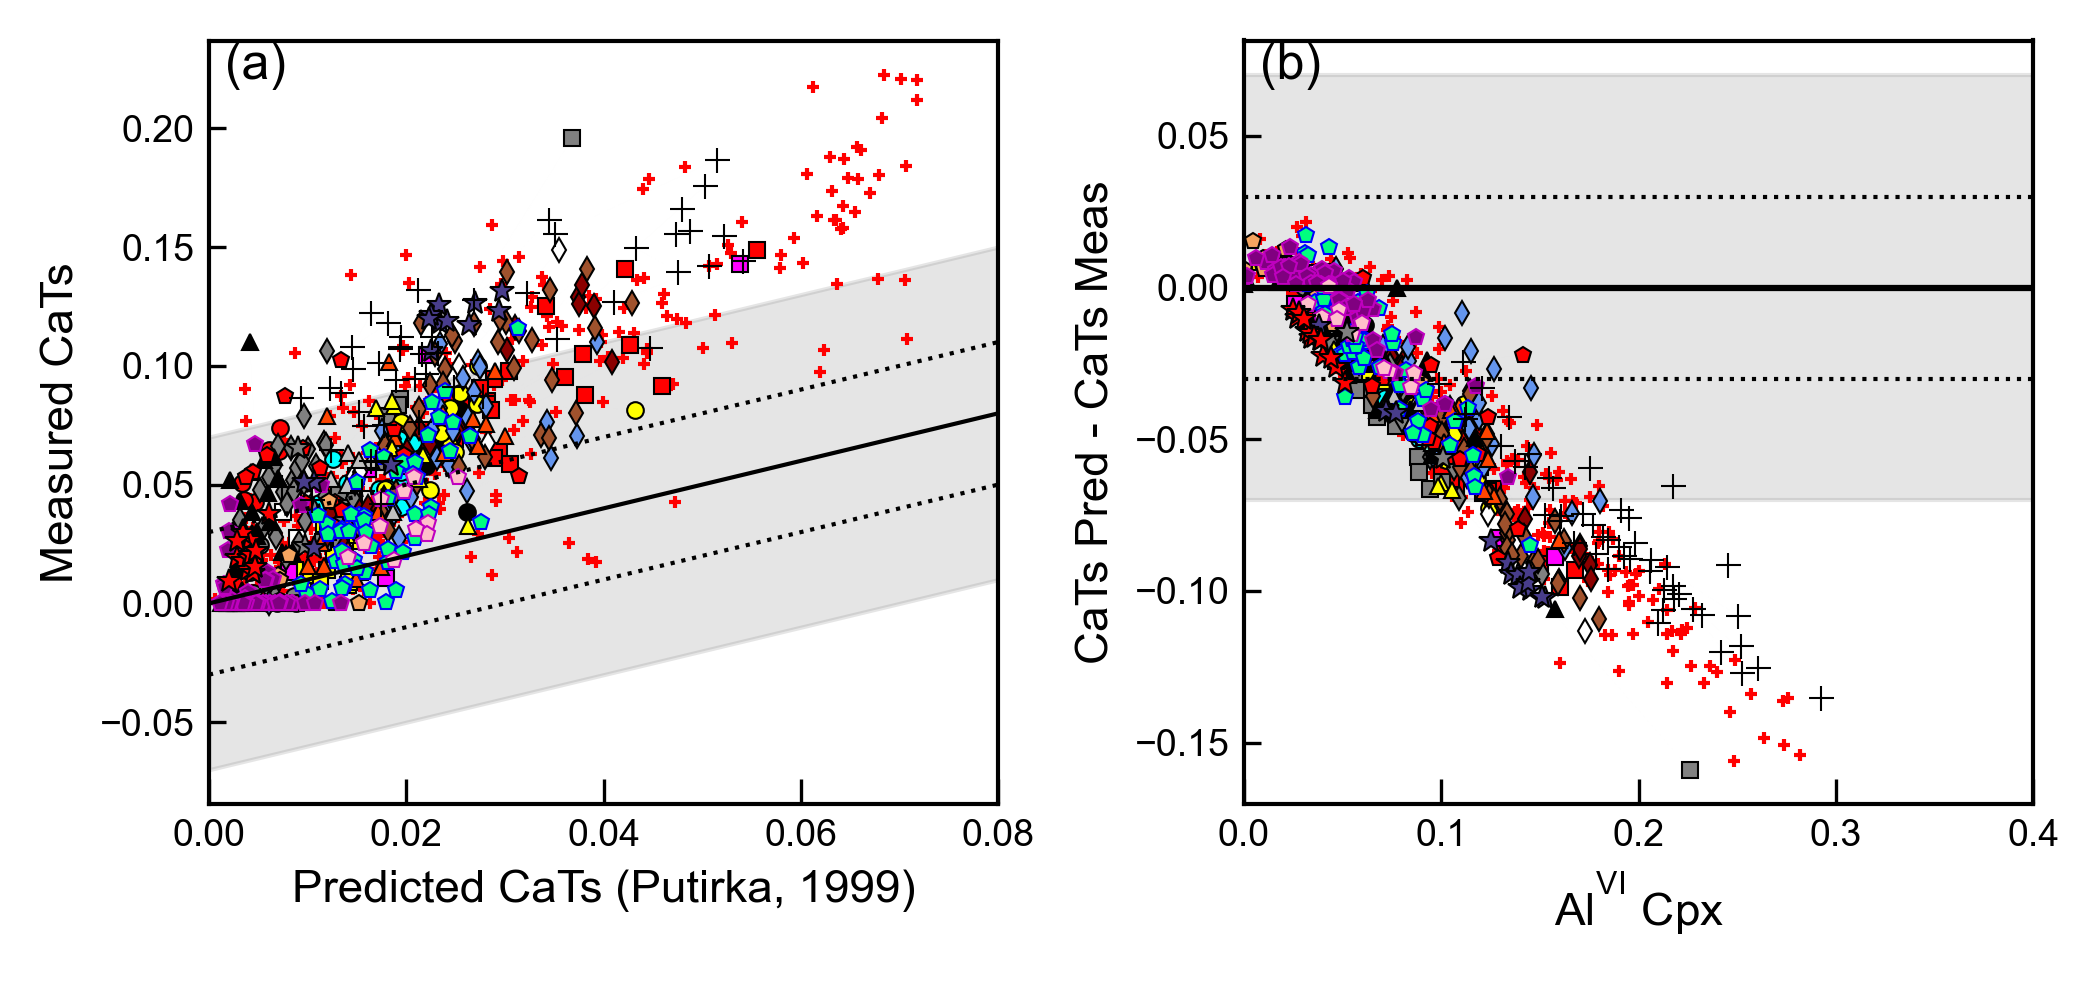 (a)
0.20
0.15
0.10
0.05
0.00
−0.05
Measured CaTs
0.00 0.02 0.04 0.06 0.08
Predicted CaTs (Putirka, 1999)
(b)
0.05
0.00
−0.05
−0.10
−0.15
CaTs Pred - CaTs Meas
0.0 0.1 0.2 0.3 0.4
Al^VI Cpx